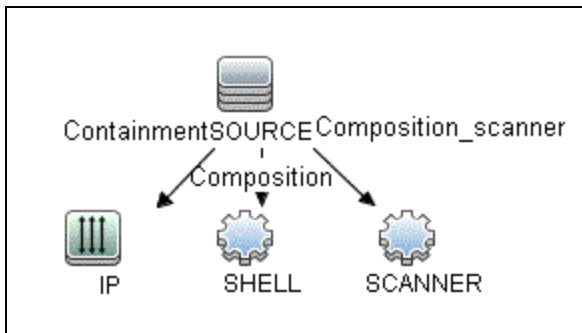 ContainmentSOURCEComposition_scanner
Composition
IP SHELL SCANNER